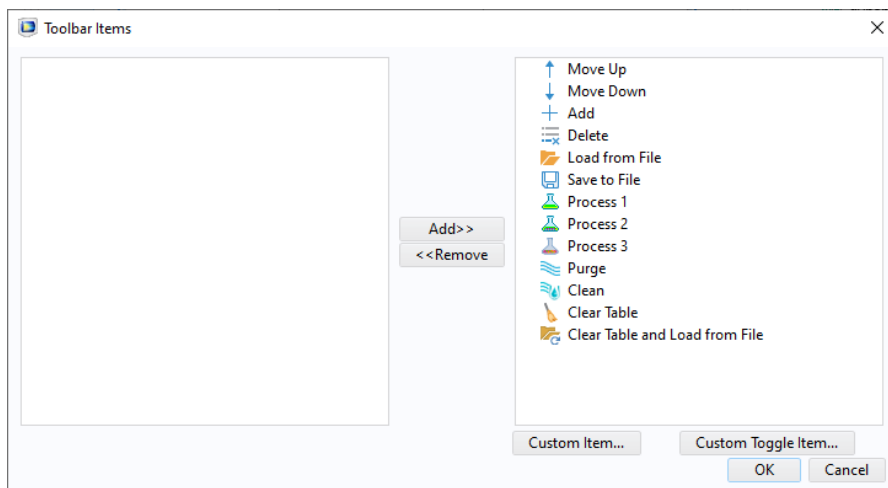 Toolbar Items
Move Up
Move Down
Add
Delete
Load from File
Save to File
Process 1
Process 2
Process 3
Purge
Clean
Clear Table
Clear Table and Load from File
Add>>
<<Remove
Custom Item...
Custom Toggle Item...
OK
Cancel